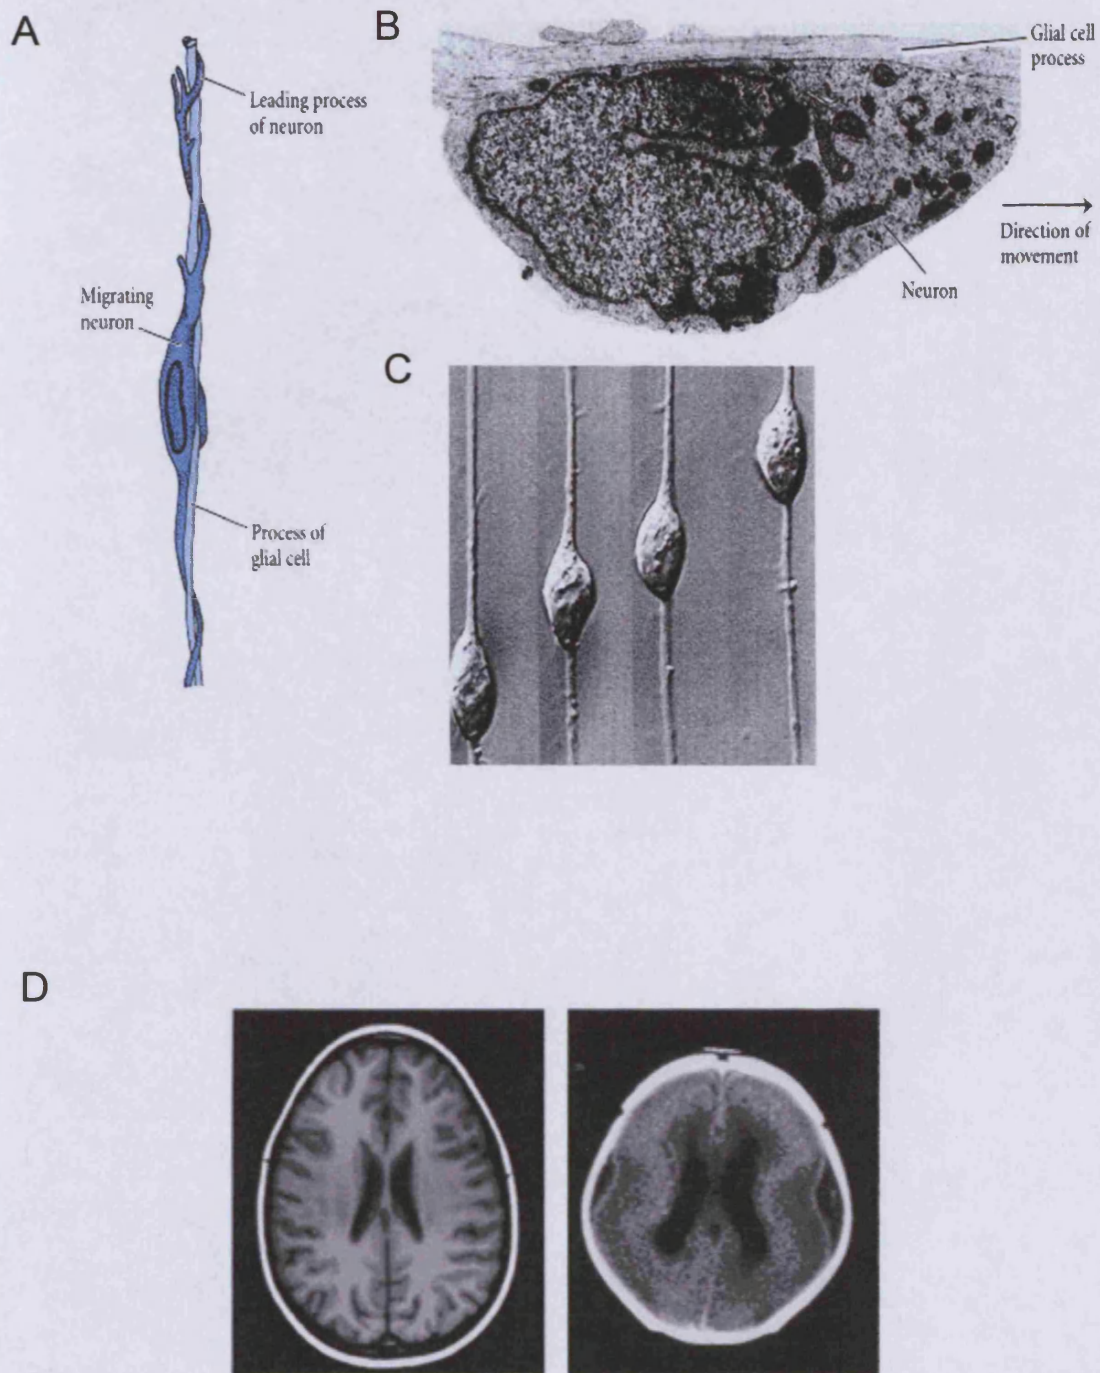 A
Leading process
of neuron
Migrating
neuron
Process of
glial cell
B
Glial cell
process
Direction of
movement
Neuron
C
D